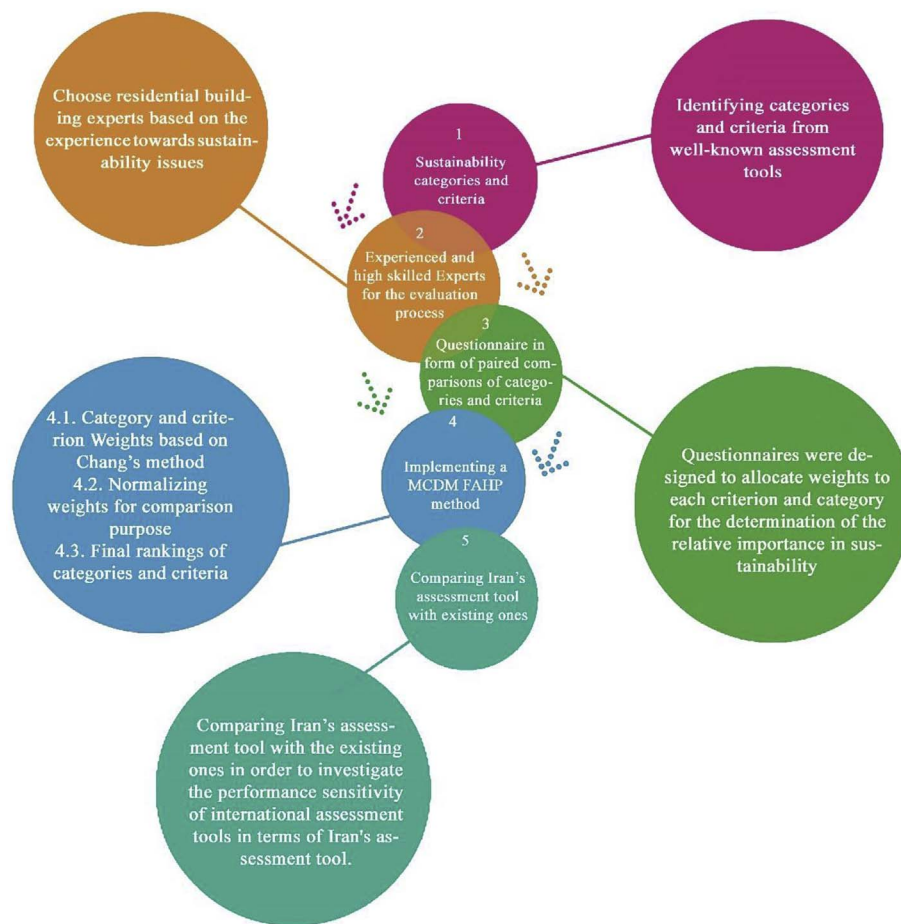 Choose residential build-
ing experts based on the
experience towards sustain-
ability issues
1
Sustainability
categories and
criteria
Identifying categories
and criteria from
well-known assessment
tools
2
Experienced and
high skilled Experts
for the evaluation
process
3
Questionnaire in
form of paired com-
parisons of catego-
ries and criteria
4.1. Category and crite-
rion Weights based on
Chang's method
4.2. Normalizing
weights for comparison
purpose
4.3. Final rankings of
categories and criteria
4
Implementing a
MCDM FAHP
method
Questionnaires were de-
signed to allocate weights to
each criterion and category
for the determination of the
relative importance in sus-
tainability
5
Comparing Iran's
assessment tool
with existing ones
Comparing Iran's assess-
ment tool with the existing
ones in order to investigate
the performance sensitivity
of international assessment
tools in terms of Iran's as-
sessment tool.